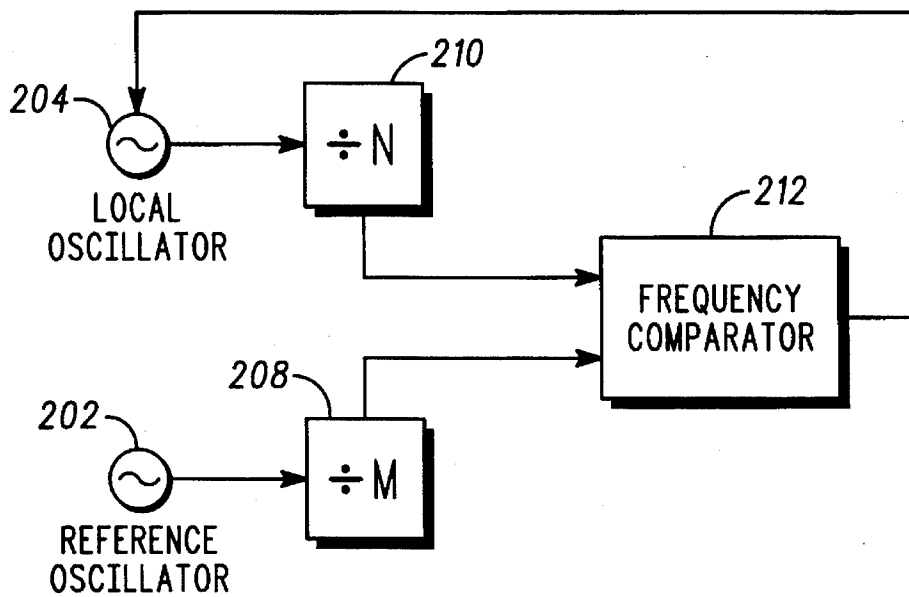 210
204
÷ N
LOCAL
OSCILLATOR
212
FREQUENCY
COMPARATOR
208
202
÷ M
REFERENCE
OSCILLATOR